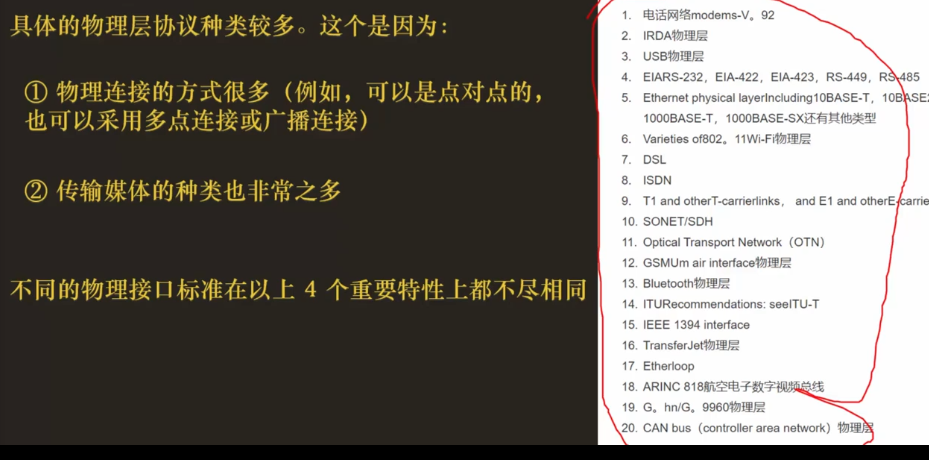 具体的物理层协议种类较多。这个是因为：
① 物理连接的方式很多（例如，可以是点对点的，
也可以采用多点连接或广播连接）
② 传输媒体的种类也非常之多
不同的物理接口标准在以上 4 个重要特性上都不尽相同
1. 电话网络modems-V。92
2. IRDA物理层
3. USB物理层
4. EIARS-232，EIA-422，EIA-423，RS-449，RS-485
5. Ethernet physical layerIncluding10BASE-T，10BASE2
1000BASE-T，1000BASE-SX还有其他类型
6. Varieties of802。11Wi-Fi物理层
7. DSL
8. ISDN
9. T1 and otherT-carrierlinks， and E1 and otherE-carrie
10. SONET/SDH
11. Optical Transport Network（OTN）
12. GSMUm air interface物理层
13. Bluetooth物理层
14. ITURecommendations: seeITU-T
15. IEEE 1394 interface
16. TransferJet物理层
17. Etherloop
18. ARINC 818航空电子数字视频总线
19. G。hn/G。9960物理层
20. CAN bus（controller area network）物理层